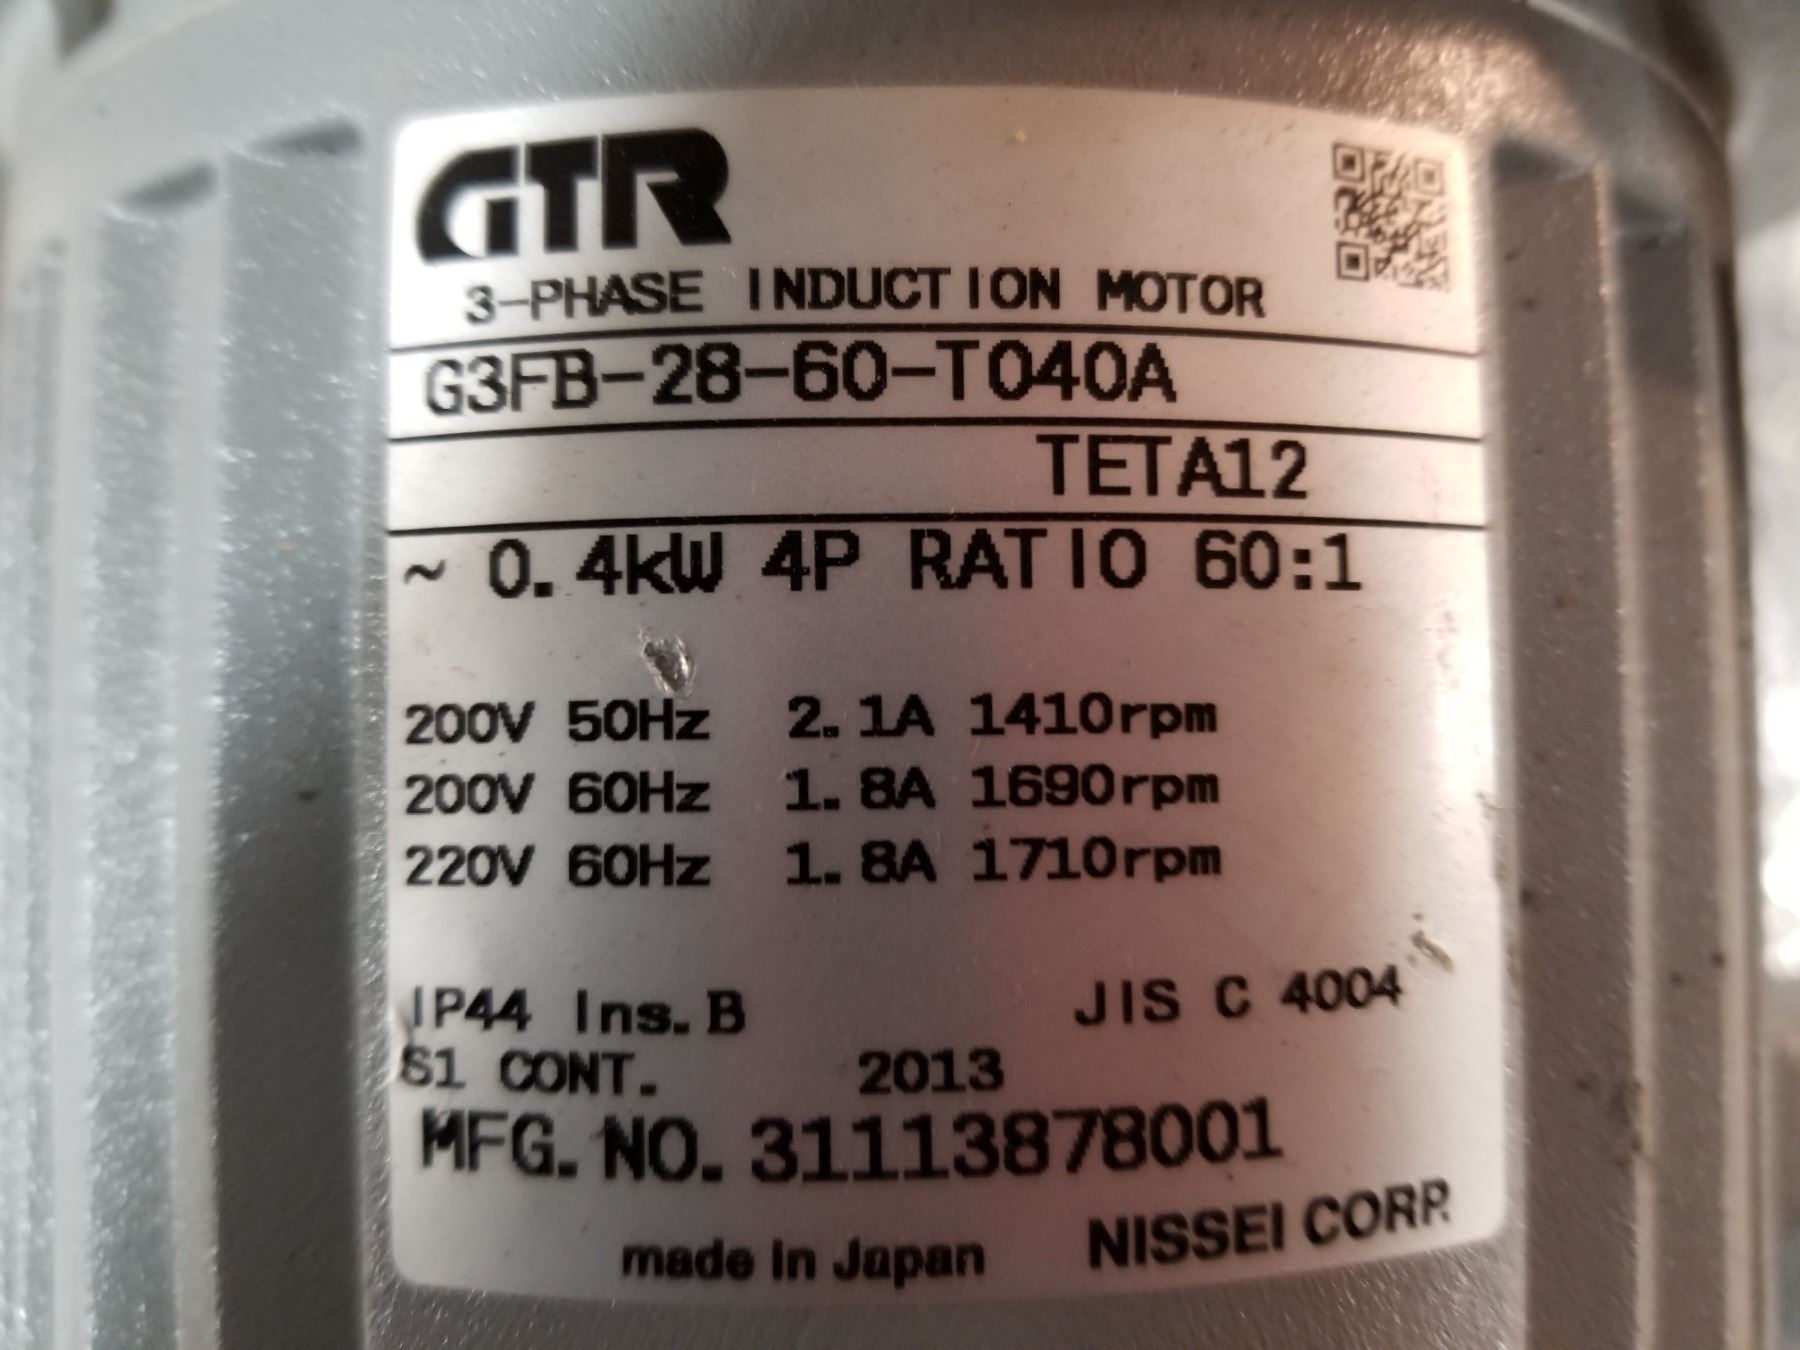 GTR
3-PHASE INDUCTION MOTOR
G3FB-28-60-T040A
TETA12
~ 0.4kW 4P RATIO 60:1
200V 50Hz 2.1A 1410rpm
200V 60Hz 1.8A 1690rpm
220V 60Hz 1.8A 1710rpm
IP44 Ins.B JIS C 4004
S1 CONT. 2013
MFG.NO.31113878001
made in Japan NISSEI CORP.